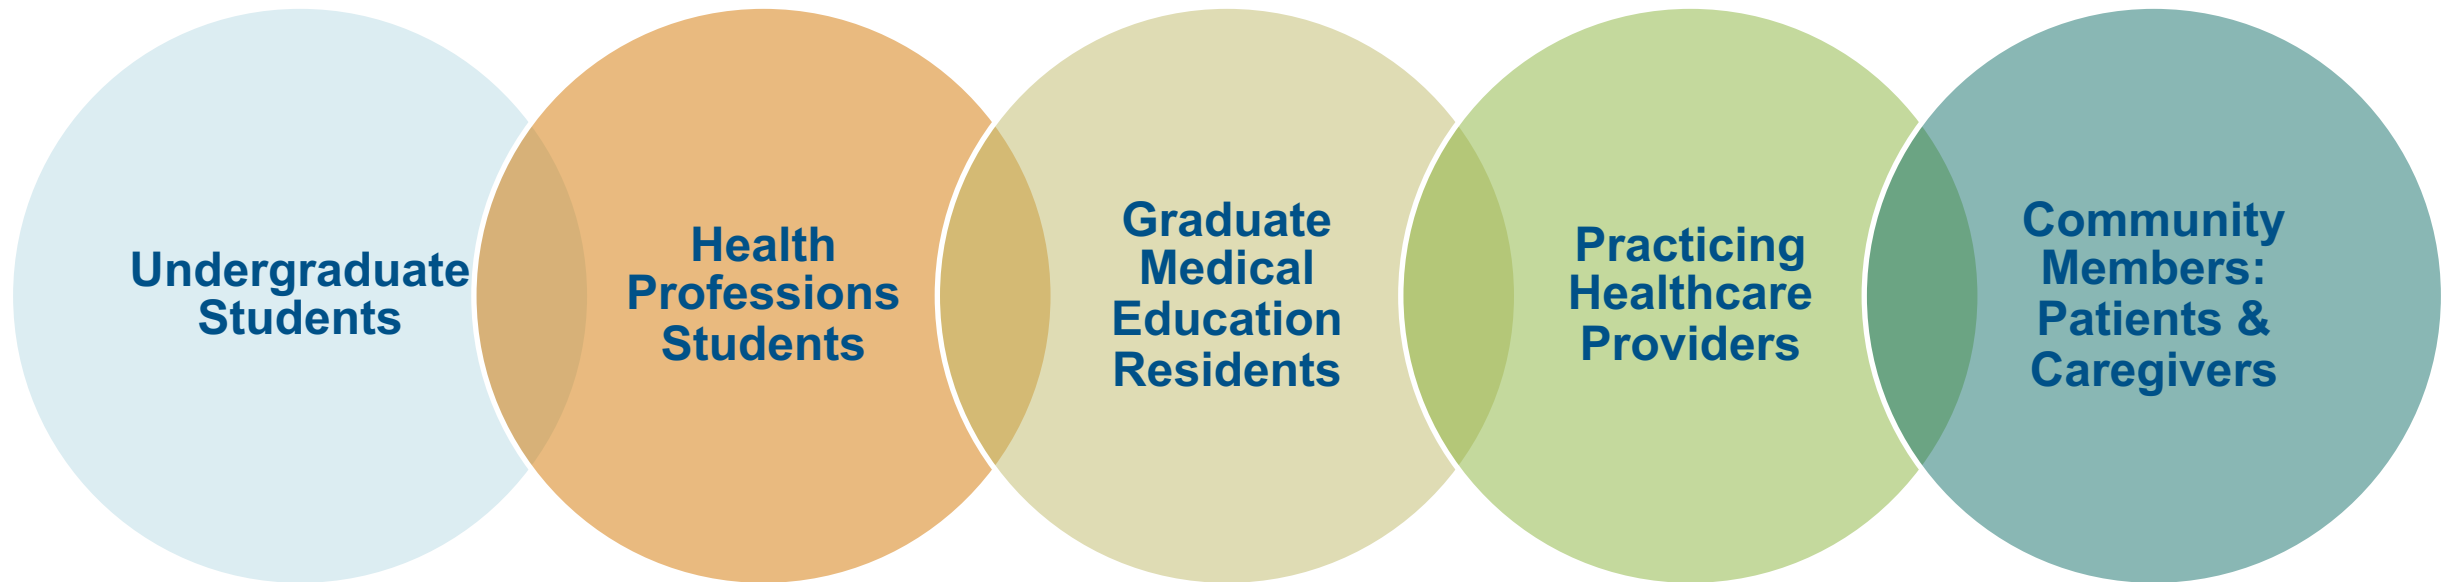 Undergraduate
Students
Health
Professions
Students
Graduate
Medical
Education
Residents
Practicing
Healthcare
Providers
Community
Members:
Patients &
Caregivers